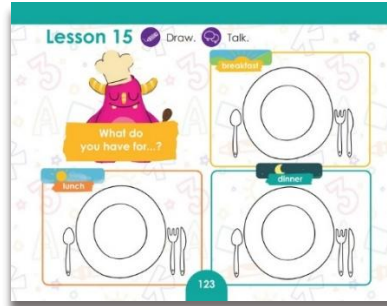 Lesson 15 Draw. Talk.
breakfast
What do
you have for...?
lunch
dinner
123